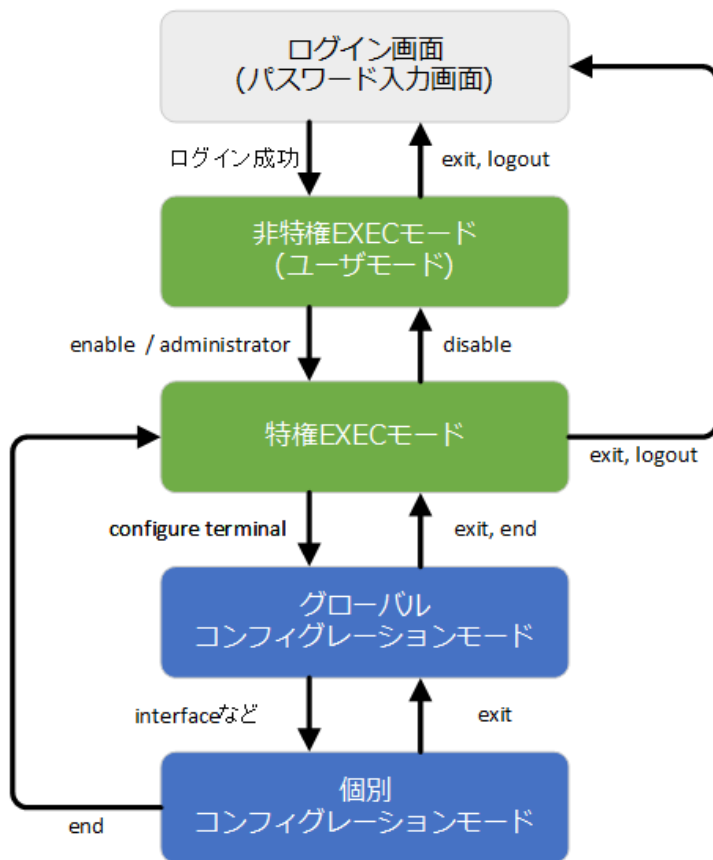 ログイン画面
(パスワード入力画面)
ログイン成功
exit, logout
非特権EXECモード
(ユーザモード)
enable / administrator
disable
特権EXECモード
exit, logout
configure terminal
exit, end
グローバル
コンフィグレーションモード
interfaceなど
exit
個別
コンフィグレーションモード
end